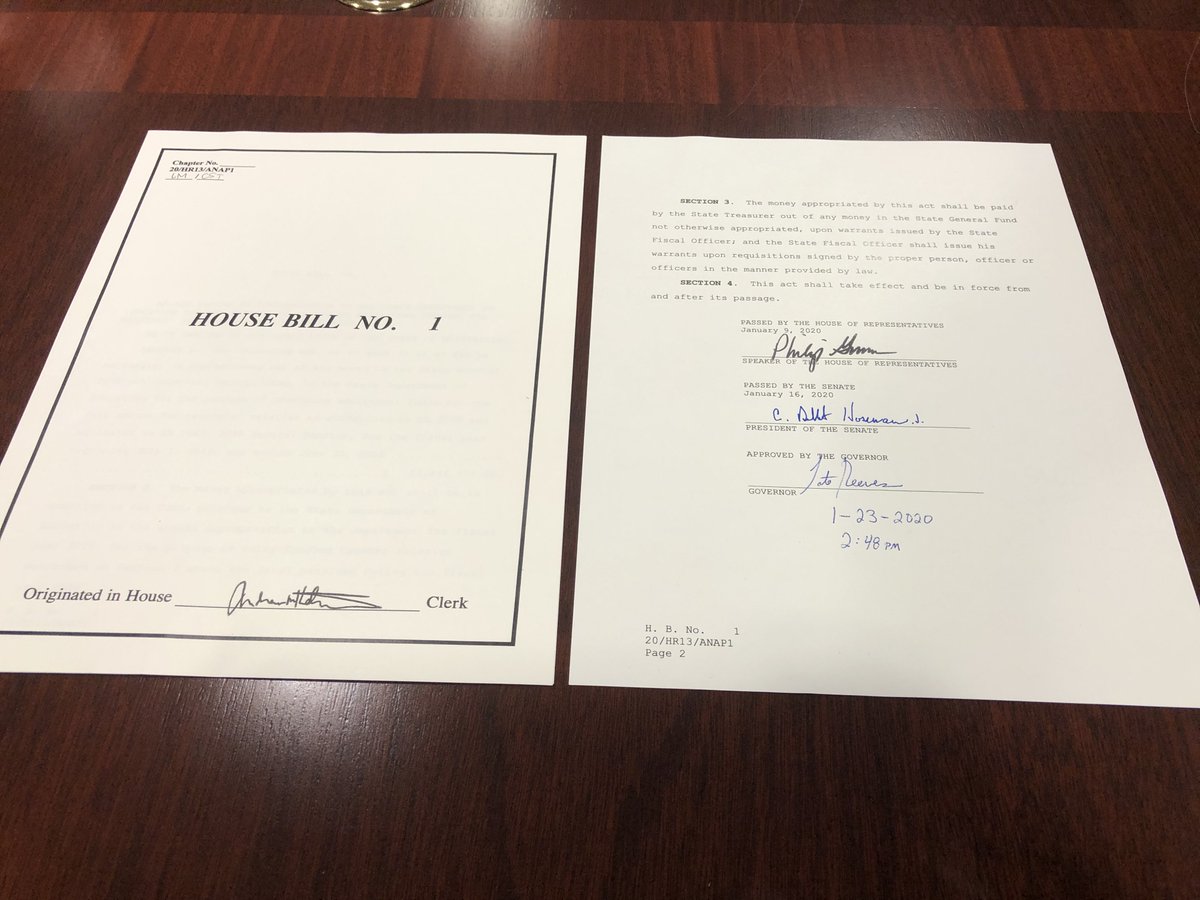 Chapter No. ______
20/HR13/ANAP1
HOUSE BILL NO. 1
Originated in House ______ Clerk
SECTION 3. The money appropriated by this act shall be paid
by the State Treasurer out of any money in the State General Fund
not otherwise appropriated, upon warrants issued by the State
Fiscal Officer; and the State Fiscal Officer shall issue his
warrants upon requisitions signed by the proper person, officer or
officers in the manner provided by law.
SECTION 4. This act shall take effect and be in force from
and after its passage.
PASSED BY THE HOUSE OF REPRESENTATIVES
January 9, 2020
Philip Gunn
SPEAKER OF THE HOUSE OF REPRESENTATIVES
PASSED BY THE SENATE
January 16, 2020
C. Delbert Hosemann Jr.
PRESIDENT OF THE SENATE
APPROVED BY THE GOVERNOR
Tate Reeves
GOVERNOR
1-23-2020
2:48 PM
H. B. No. 1
20/HR13/ANAP1
Page 2